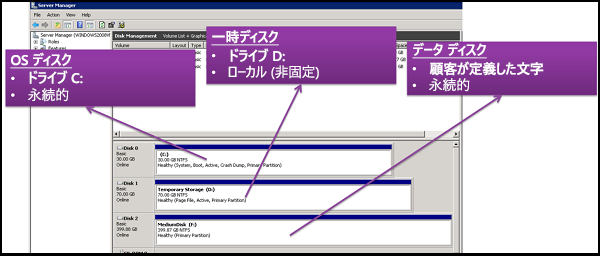 Server Manager
File Action View Help
Server Manager (WINDOWS2008
Roles
Features
Disk Management Volume List + Graphic
Volume Layout Type
OS ディスク
• ドライブ C:
• 永続的
一時ディスク
• ドライブ D:
• ローカル (非固定)
データ ディスク
• 顧客が定義した文字
• 永続的
Disk 0
Basic
30.00 GB
Online
(C:)
30.00 GB NTFS
Healthy (System, Boot, Active, Crash Dump, Primary Partition)
Disk 1
Basic
70.00 GB
Online
Temporary Storage (D:)
70.00 GB NTFS
Healthy (Page File, Active, Primary Partition)
Disk 2
Basic
399.88 GB
Online
MediumDisk (F:)
399.87 GB NTFS
Healthy (Primary Partition)